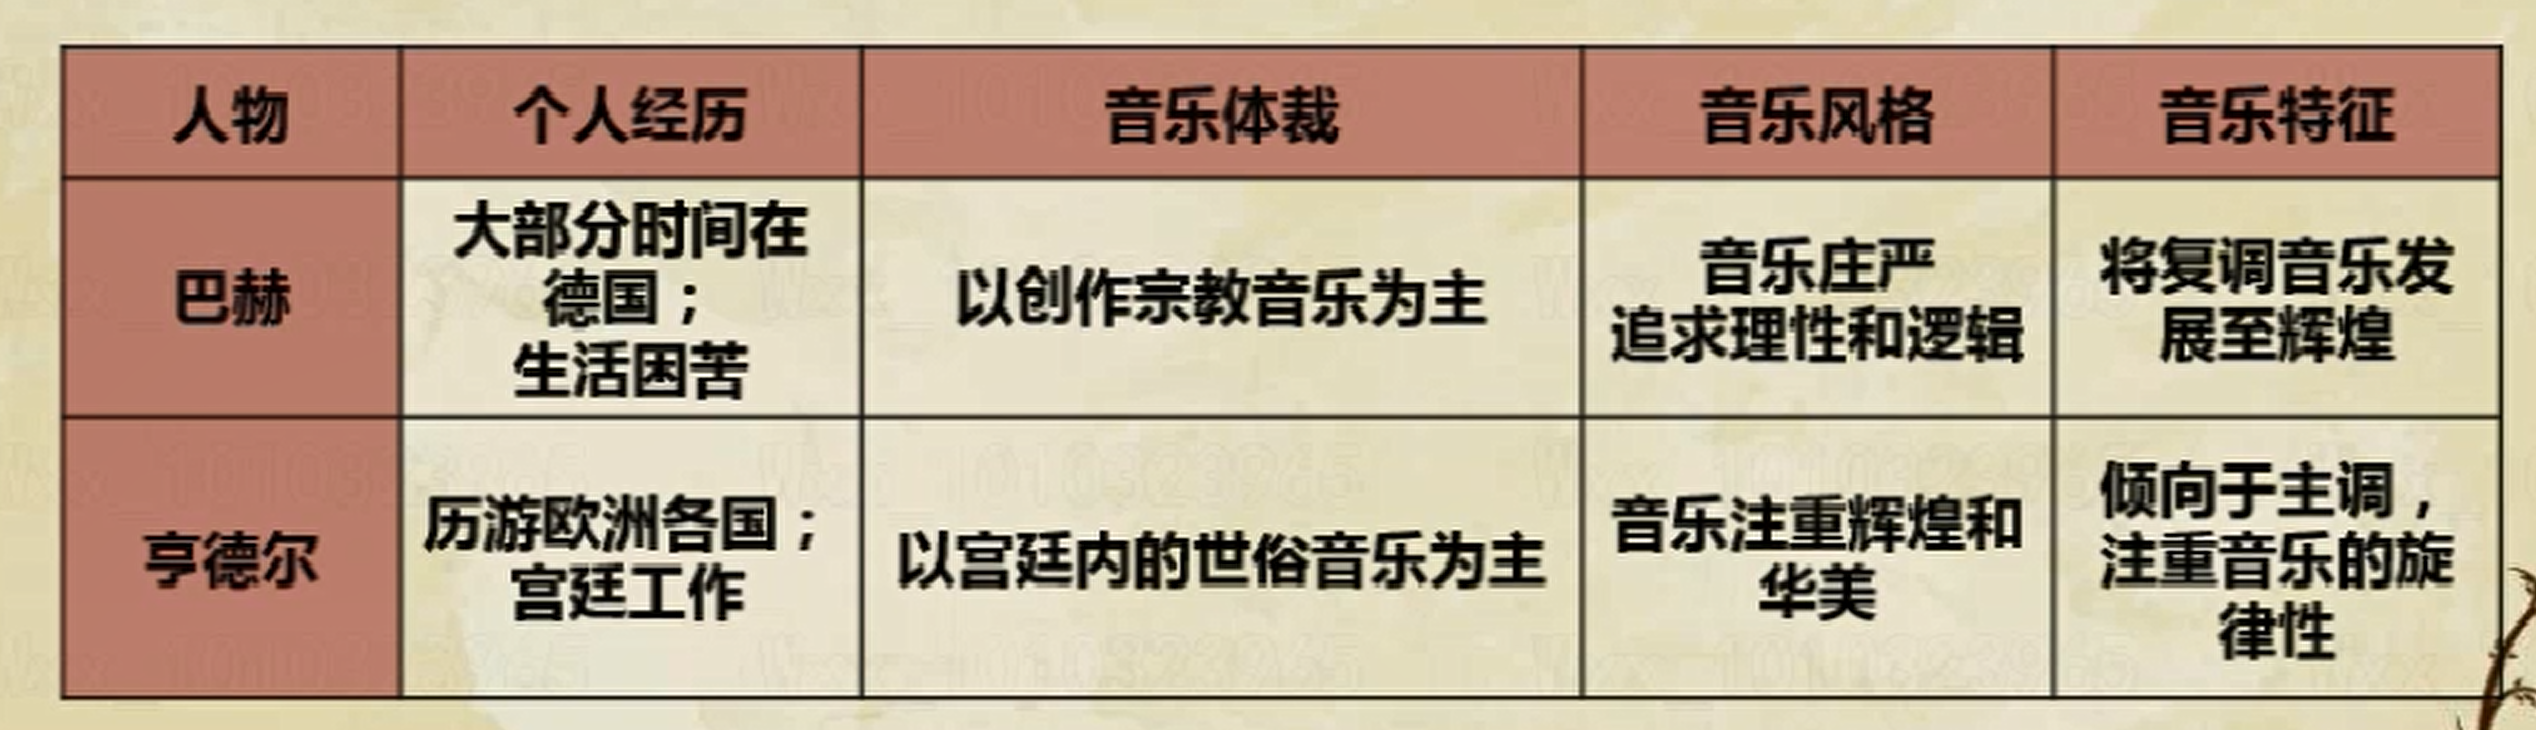 人物 个人经历 音乐体裁 音乐风格 音乐特征
巴赫
大部分时间在
德国；
生活困苦
以创作宗教音乐为主
音乐庄严
追求理性和逻辑
将复调音乐发
展至辉煌
亨德尔
历游欧洲各国；
宫廷工作
以宫廷内的世俗音乐为主
音乐注重辉煌和
华美
倾向于主调，
注重音乐的旋
律性